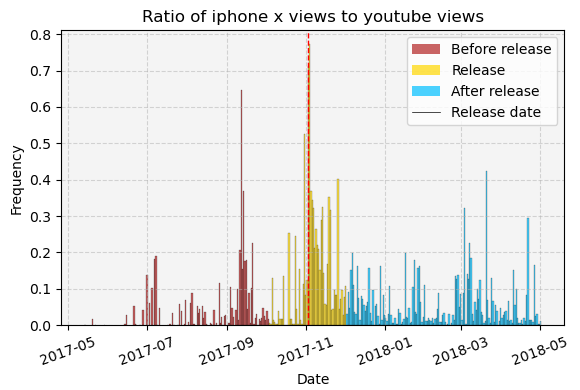 Ratio of iphone x views to youtube views
Before release
Release
After release
Release date
0.8
0.7
0.6
0.5
0.4
0.3
0.2
0.1
0.0
Frequency
2017-05
2017-07
2017-09
2017-11
2018-01
2018-03
2018-05
Date